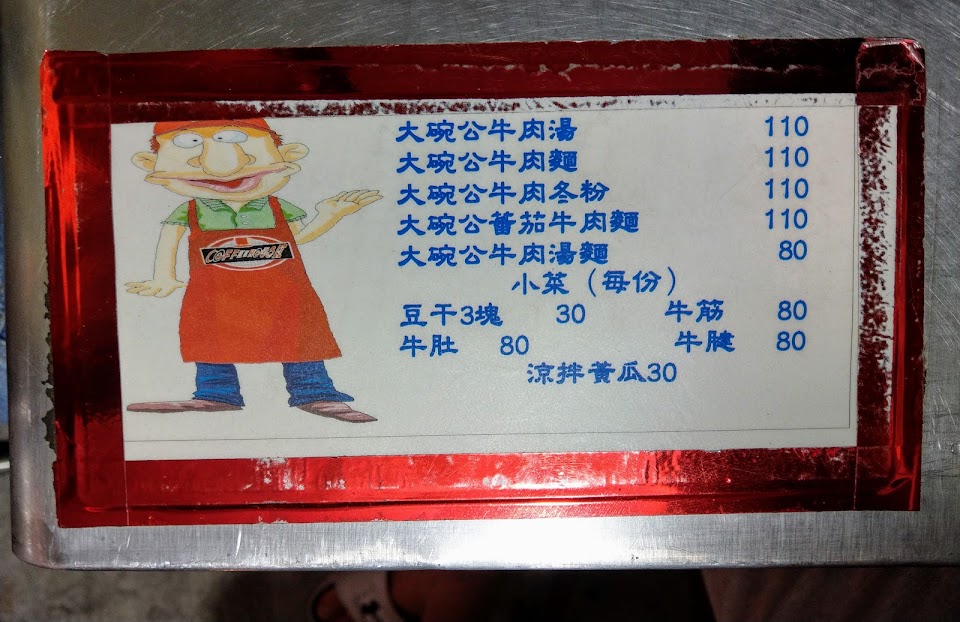 大碗公牛肉湯 110
大碗公牛肉麵 110
大碗公牛肉冬粉 110
大碗公蕃茄牛肉麵 110
大碗公牛肉湯麵 80
小菜（每份）
豆干3塊 30 牛筋 80
牛肚 80 牛腱 80
涼拌黃瓜30